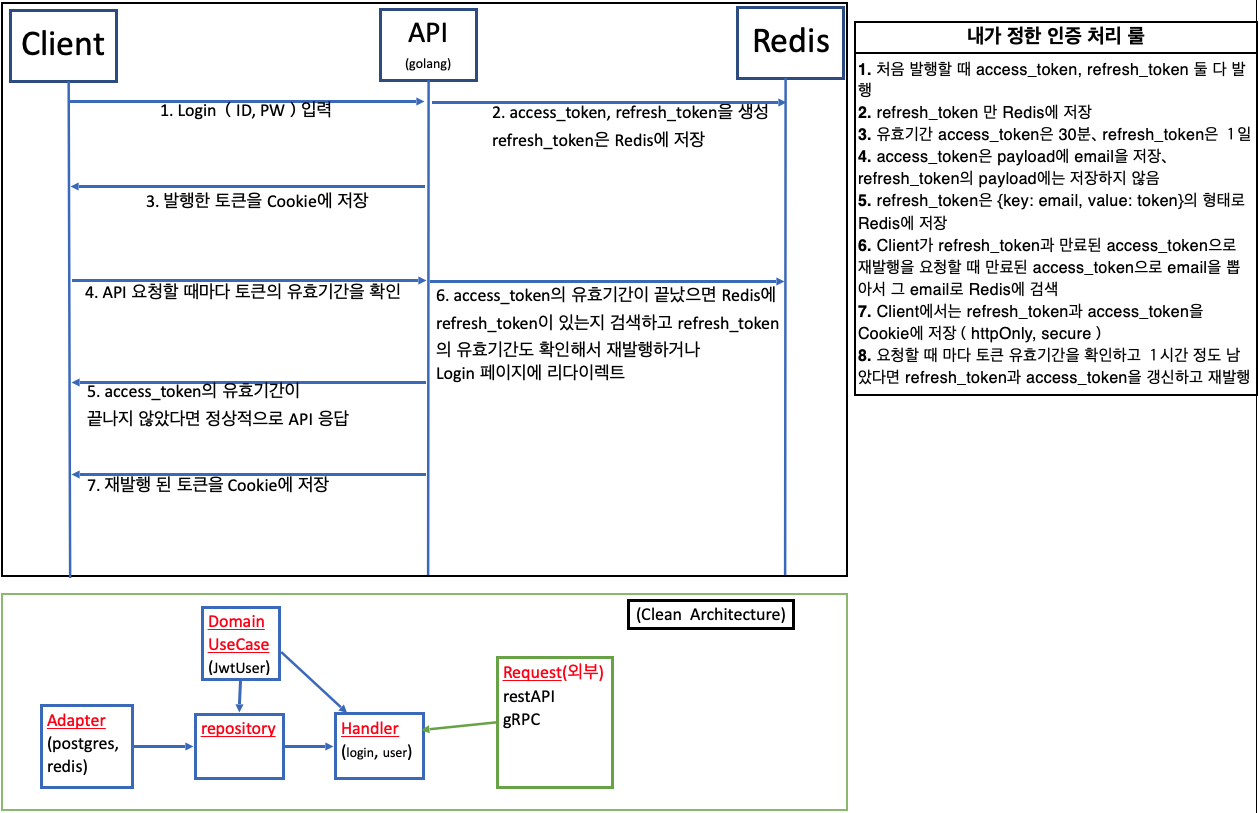 Client
API
(golang)
Redis
1. Login ( ID, PW ) 입력
2. access_token, refresh_token을 생성
refresh_token은 Redis에 저장
3. 발행한 토큰을 Cookie에 저장
4. API 요청할 때마다 토큰의 유효기간을 확인
6. access_token의 유효기간이 끝났으면 Redis에
refresh_token이 있는지 검색하고 refresh_token
의 유효기간도 확인해서 재발행하거나
Login 페이지에 리다이렉트
5. access_token의 유효기간이
끝나지 않았다면 정상적으로 API 응답
7. 재발행 된 토큰을 Cookie에 저장
내가 정한 인증 처리 룰
1. 처음 발행할 때 access_token, refresh_token 둘 다 발
행
2. refresh_token 만 Redis에 저장
3. 유효기간 access_token은 30분、refresh_token은 1일
4. access_token은 payload에 email을 저장、
refresh_token의 payload에는 저장하지 않음
5. refresh_token은 {key: email, value: token}의 형태로
Redis에 저장
6. Client가 refresh_token과 만료된 access_token으로
재발행을 요청할 때 만료된 access_token으로 email을 뽑
아서 그 email로 Redis에 검색
7. Client에서는 refresh_token과 access_token을
Cookie에 저장 ( httpOnly, secure )
8. 요청할 때 마다 토큰 유효기간을 확인하고 1시간 정도 남
았다면 refresh_token과 access_token을 갱신하고 재발행
(Clean Architecture)
Domain
UseCase
(JwtUser)
Adapter
(postgres,
redis)
repository
Handler
(login, user)
Request(외부)
restAPI
gRPC